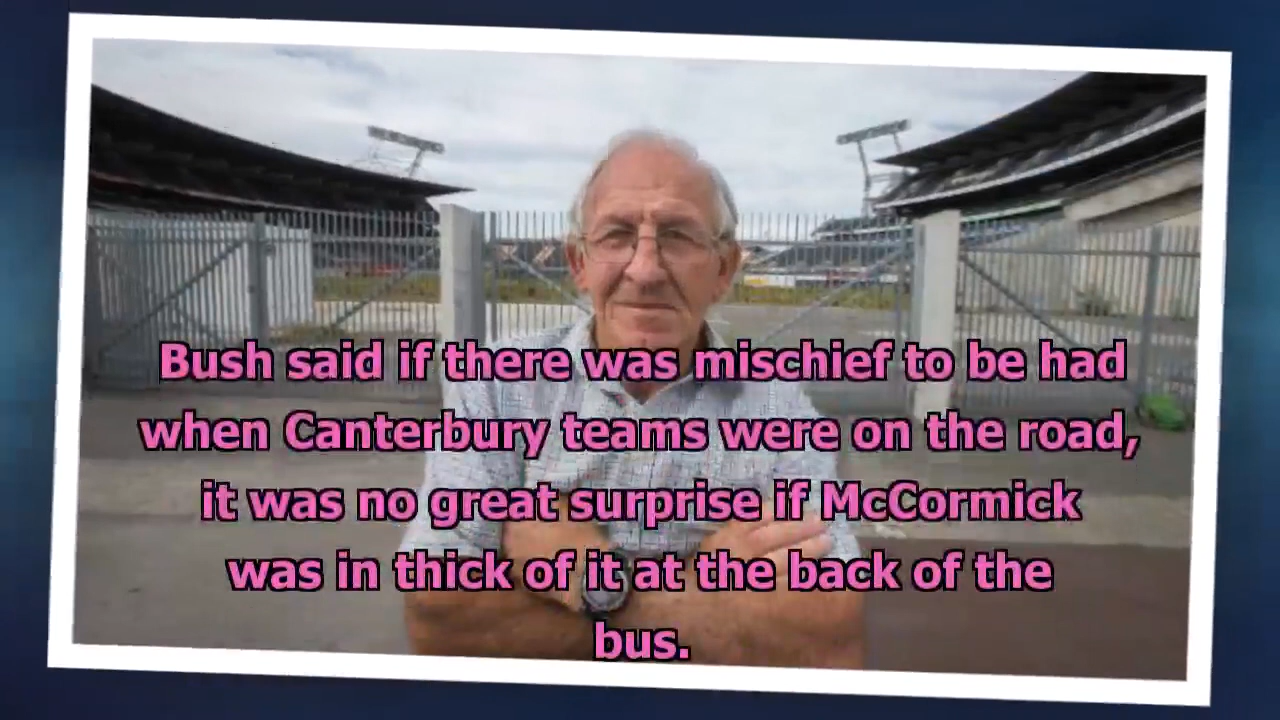 Bush said if there was mischief to be had
when Canterbury teams were on the road,
it was no great surprise if McCormick
was in thick of it at the back of the
bus.